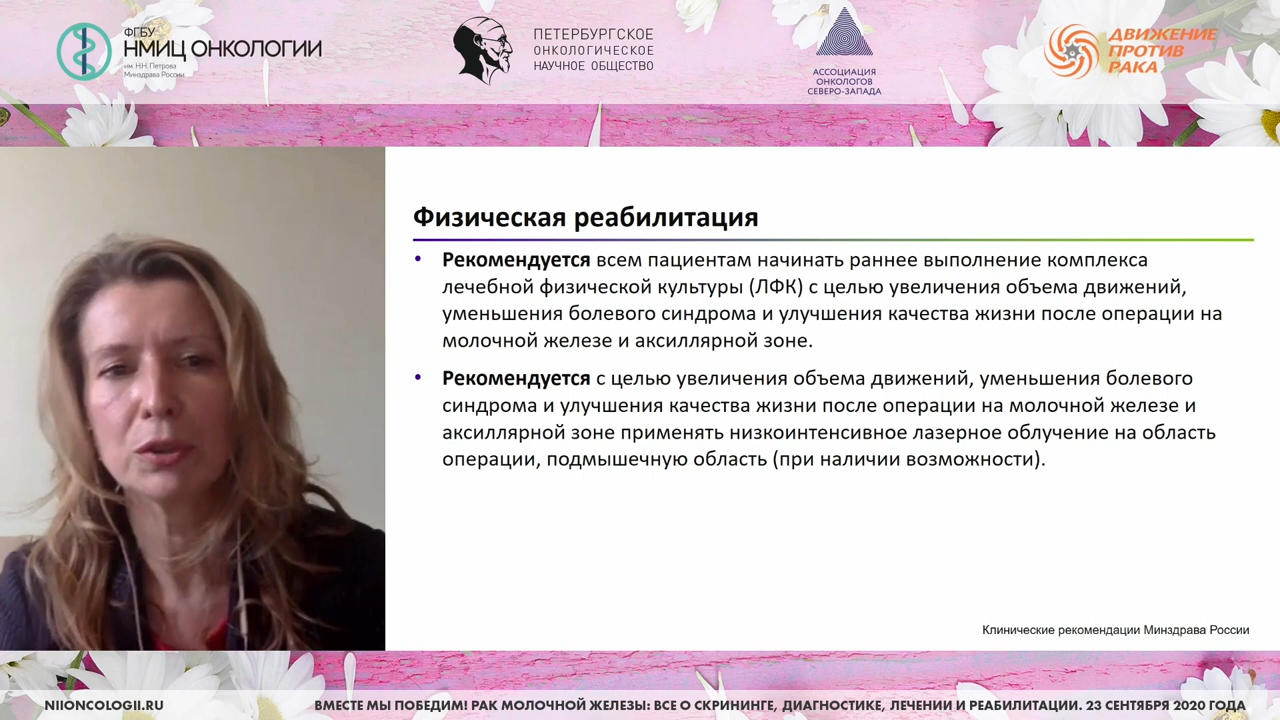 ФГБУ
НМИЦ ОНКОЛОГИИ
им. Н.Н. Петрова
Минздрава России
ПЕТЕРБУРГСКОЕ
ОНКОЛОГИЧЕСКОЕ
НАУЧНОЕ ОБЩЕСТВО
АССОЦИАЦИЯ
ОНКОЛОГОВ
СЕВЕРО-ЗАПАДА
ДВИЖЕНИЕ
ПРОТИВ
РАКА
Физическая реабилитация
• Рекомендуется всем пациентам начинать раннее выполнение комплекса
лечебной физической культуры (ЛФК) с целью увеличения объема движений,
уменьшения болевого синдрома и улучшения качества жизни после операции на
молочной железе и аксиллярной зоне.
• Рекомендуется с целью увеличения объема движений, уменьшения болевого
синдрома и улучшения качества жизни после операции на молочной железе и
аксиллярной зоне применять низкоинтенсивное лазерное облучение на область
операции, подмышечную область (при наличии возможности).
Клинические рекомендации Минздрава России
NIIONCOLOGII.RU
ВМЕСТЕ МЫ ПОБЕДИМ! РАК МОЛОЧНОЙ ЖЕЛЕЗЫ: ВСЕ О СКРИНИНГЕ, ДИАГНОСТИКЕ, ЛЕЧЕНИИ И РЕАБИЛИТАЦИИ. 23 СЕНТЯБРЯ 2020 ГОДА